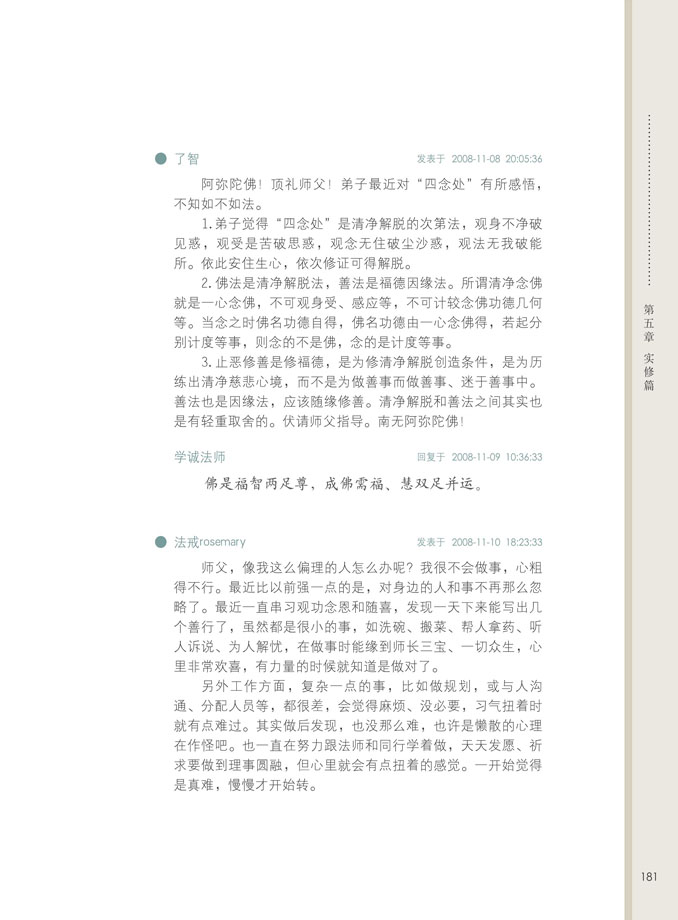 了智 发表于 2008-11-08 20:05:36
阿弥陀佛！顶礼师父！弟子最近对“四念处”有所感悟，
不知如不如法。
1.弟子觉得“四念处”是清净解脱的次第法，观身不净破
见惑，观受是苦破思惑，观念无住破尘沙惑，观法无我破能
所。依此安住生心，依次修证可得解脱。
2.佛法是清净解脱法，善法是福德因缘法。所谓清净念佛
就是一心念佛，不可观身受、感应等，不可计较念佛功德几何
等。当念之时佛名功德自得，佛名功德由一心念佛得，若起分
别计度等事，则念的不是佛，念的是计度等事。
3.止恶修善是修福德，是为修清净解脱创造条件，是为历
练出清净慈悲心境，而不是为做善事而做善事、迷于善事中。
善法也是因缘法，应该随缘修善。清净解脱和善法之间其实也
是有轻重取舍的。伏请师父指导。南无阿弥陀佛！
学诚法师 回复于 2008-11-09 10:36:33
佛是福智两足尊，成佛需福、慧双足并运。
法戒rosemary 发表于 2008-11-10 18:23:33
师父，像我这么偏理的人怎么办呢？我很不会做事，心粗
得不行。最近比以前强一点的是，对身边的人和事不再那么忽
略了。最近一直串习观功念恩和随喜，发现一天下来能写出几
个善行了，虽然都是很小的事，如洗碗、搬菜、帮人拿药、听
人诉说、为人解忧，在做事时能缘到师长三宝、一切众生，心
里非常欢喜，有力量的时候就知道是做对了。
另外工作方面，复杂一点的事，比如做规划，或与人沟
通、分配人员等，都很差，会觉得麻烦、没必要，习气扭着时
就有点难过。其实做后发现，也没那么难，也许是懒散的心理
在作怪吧。也一直在努力跟法师和同行学着做，天天发愿、祈
求要做到理事圆融，但心里就会有点扭着的感觉。一开始觉得
是真难，慢慢才开始转。
第五章 实修篇
181